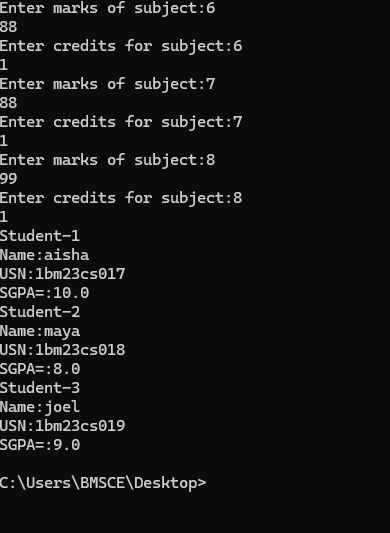 Enter marks of subject:6
88
Enter credits for subject:6
1
Enter marks of subject:7
88
Enter credits for subject:7
1
Enter marks of subject:8
99
Enter credits for subject:8
1
Student-1
Name:aisha
USN:1bm23cs017
SGPA=:10.0
Student-2
Name:maya
USN:1bm23cs018
SGPA=:8.0
Student-3
Name:joel
USN:1bm23cs019
SGPA=:9.0
C:\Users\BMSCE\Desktop>